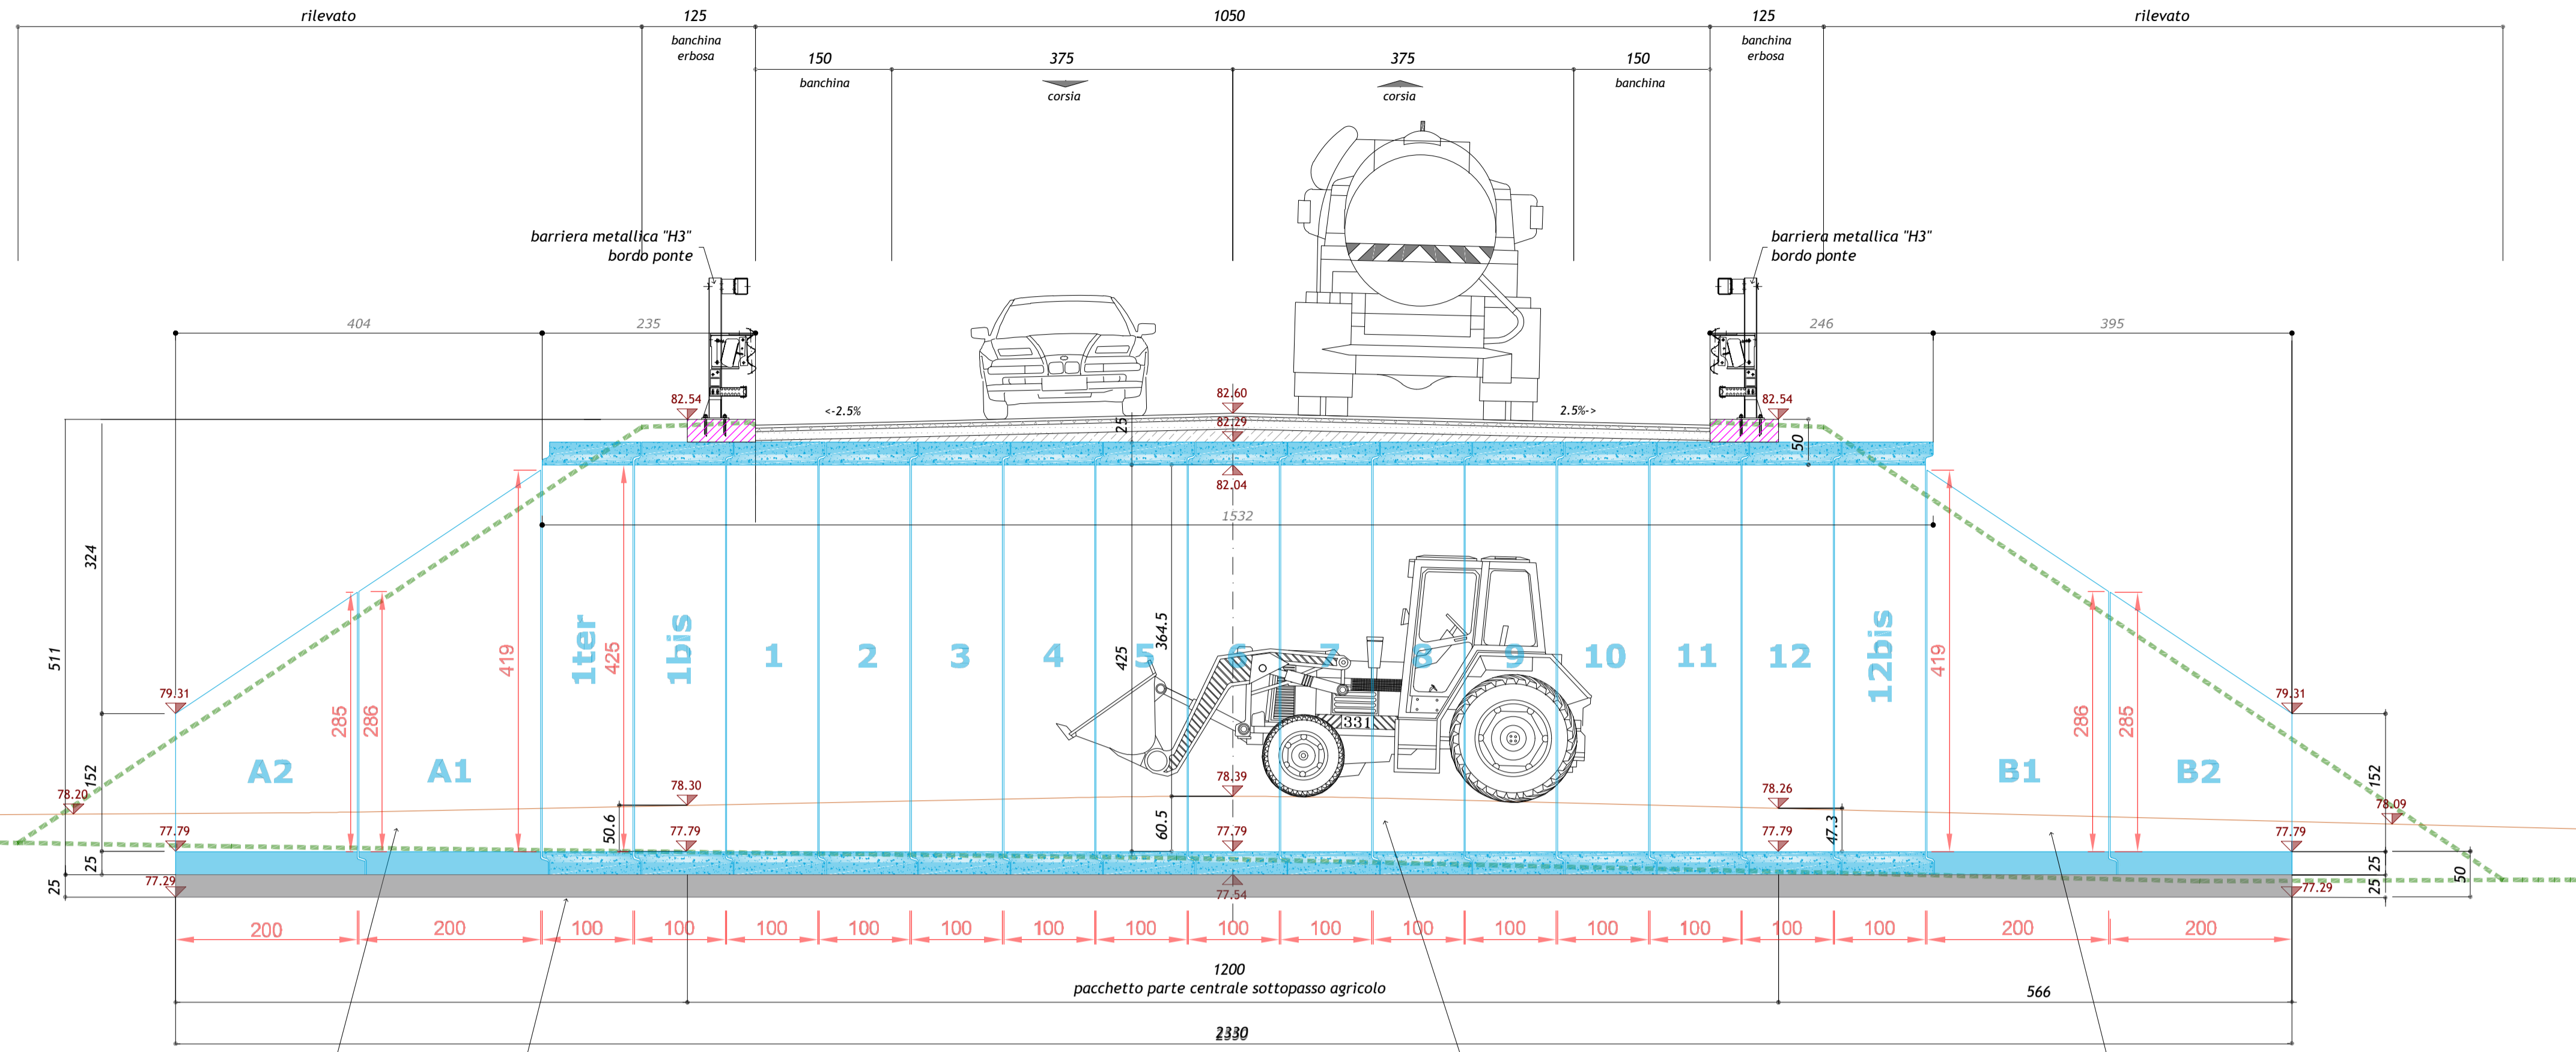 rilevato 125 1050 125 rilevato
banchina
erbosa
banchina
erbosa
150 375 375 150
banchina corsia corsia banchina
barriera metallica "H3"
bordo ponte
barriera metallica "H3"
bordo ponte
404 235 246 395
82.54 82.60 82.54
<-2.5% 2.5%->
25 82.29 50
82.04
1532
324
511
419 425 425 364.5 419
1ter 1bis 1 2 3 4 5 6 7 8 9 10 11 12 12bis
79.31 79.31
285 286 286 285
331
A2 A1 B1 B2
152 152
78.20 78.30 78.39 78.26 78.09
50.6 60.5 47.3
77.79 77.79 77.79 77.79 77.79
25 25
25 77.29 77.54 25 77.29 50
200 200 100 100 100 100 100 100 100 100 100 100 100 100 100 100 100 200 200
1200
pacchetto parte centrale sottopasso agricolo 566
2330